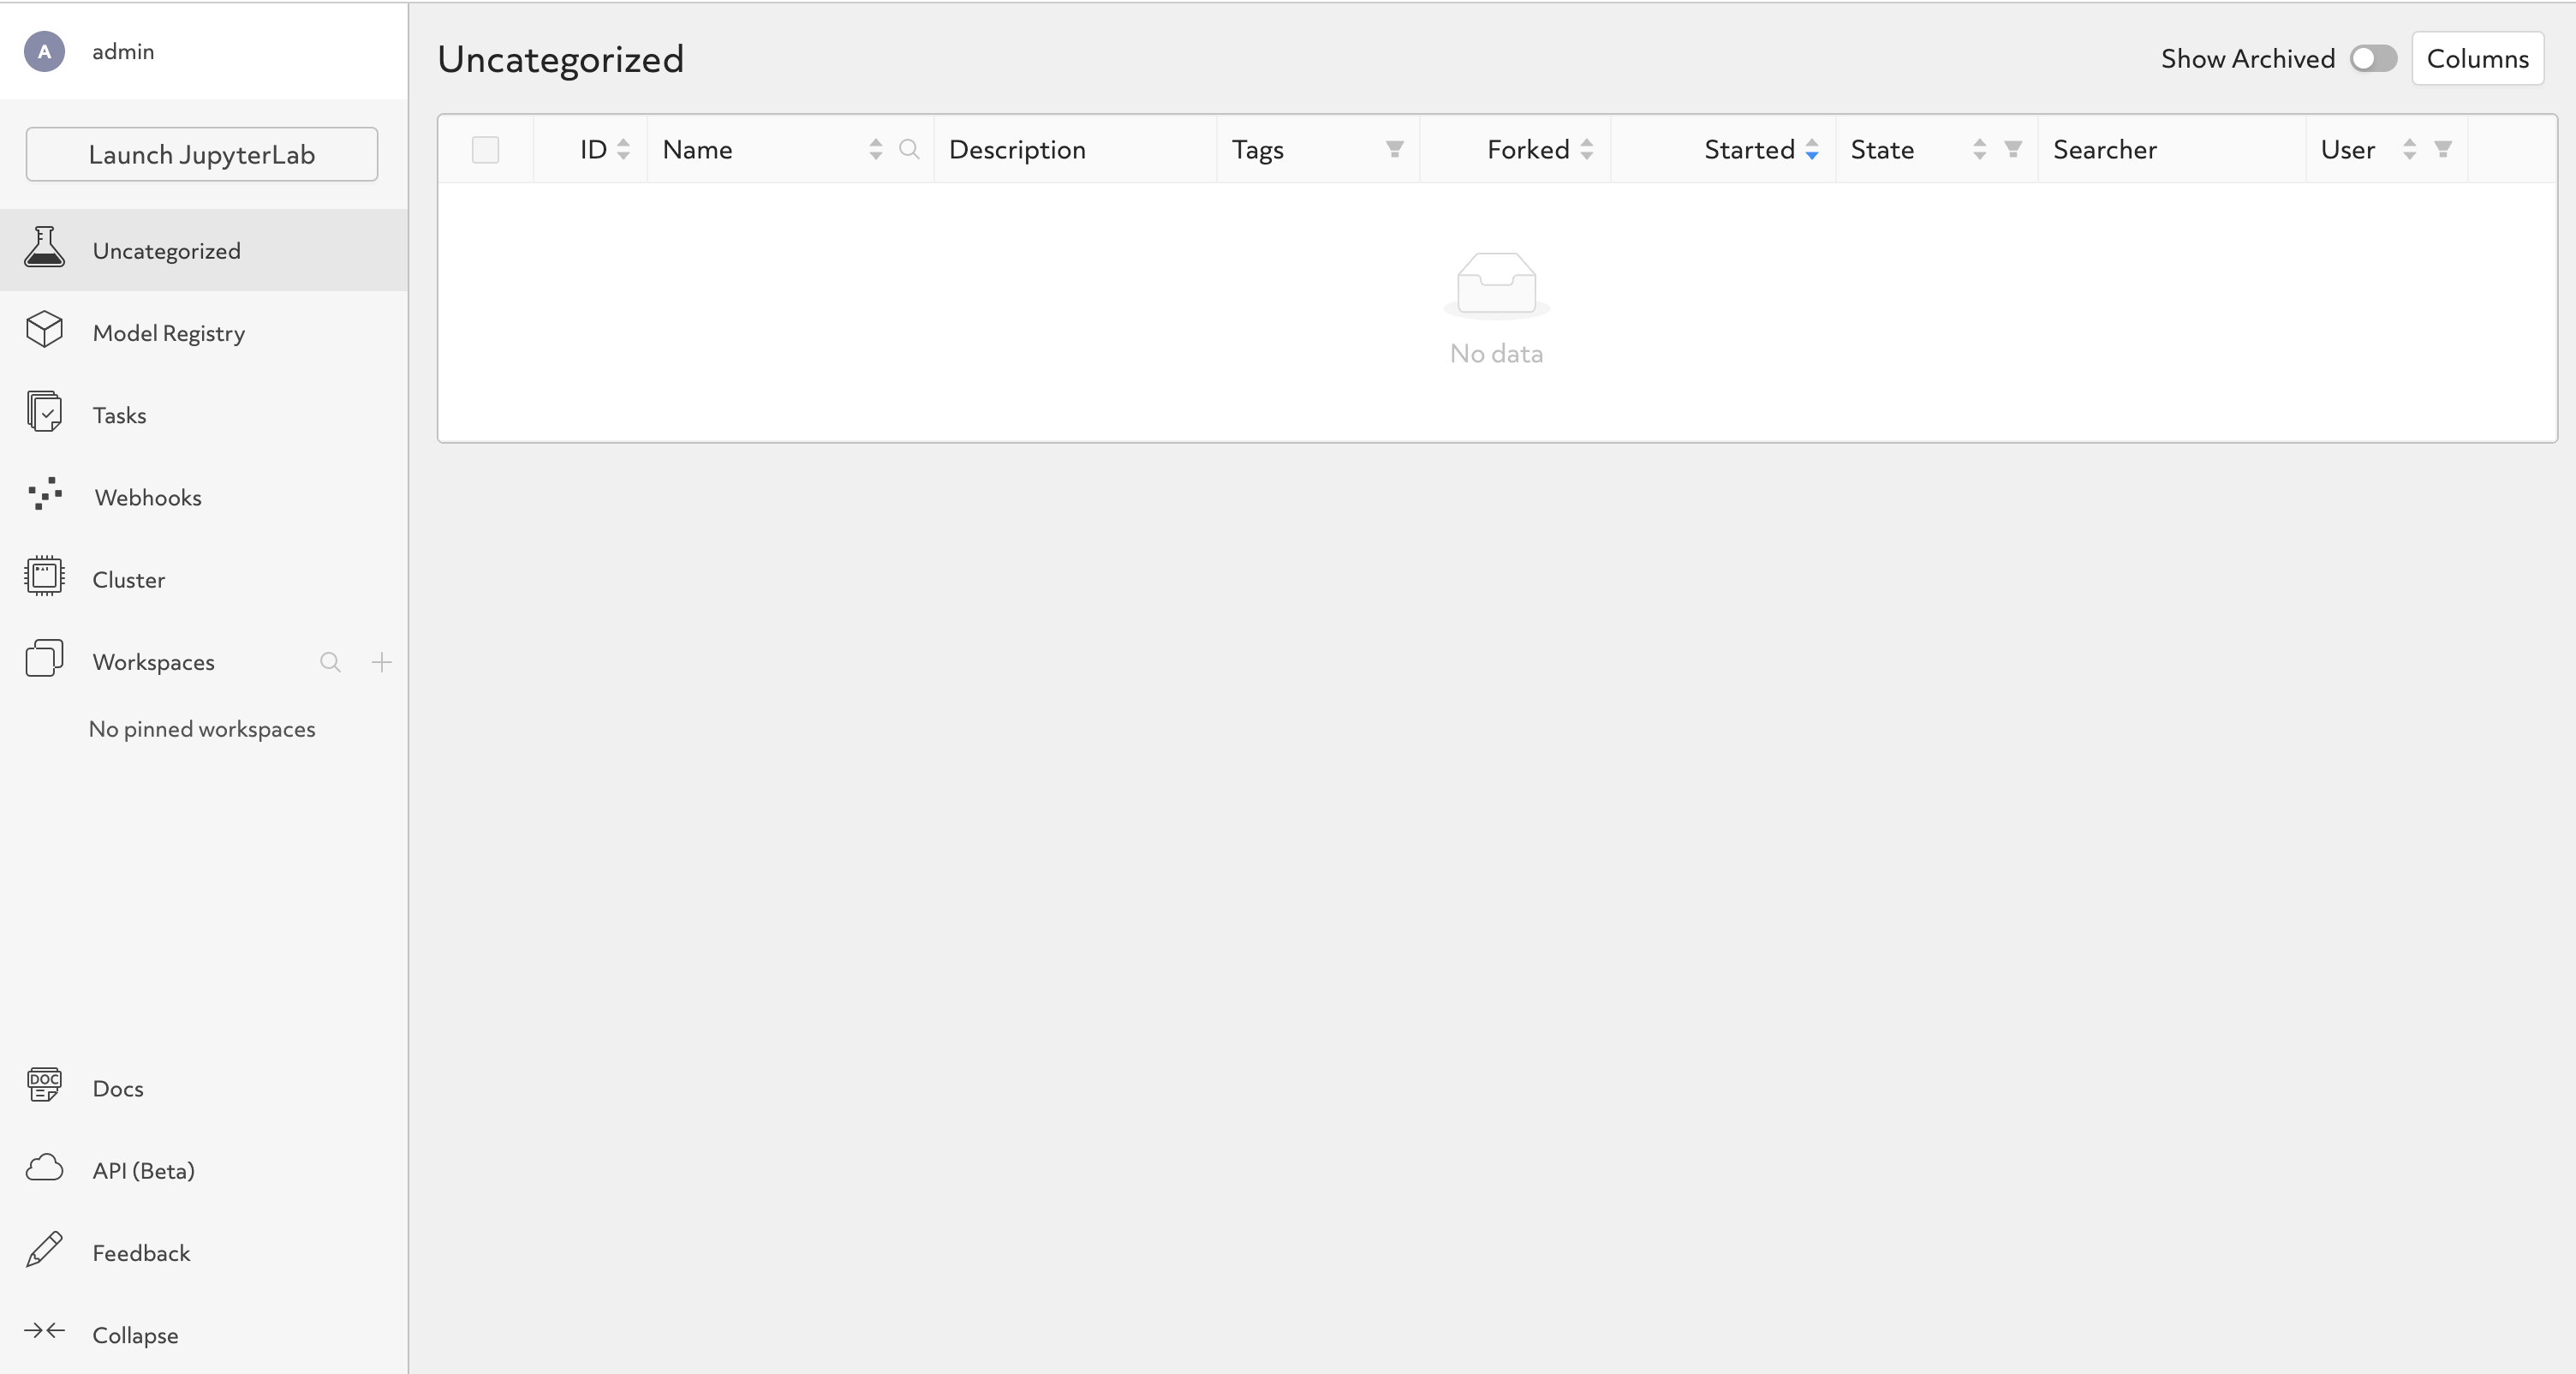 A admin
Launch JupyterLab
Uncategorized
Model Registry
Tasks
Webhooks
Cluster
Workspaces
No pinned workspaces
DOC Docs
API (Beta)
Feedback
Collapse
Uncategorized
Show Archived Columns
ID Name Description Tags Forked Started State Searcher User
No data